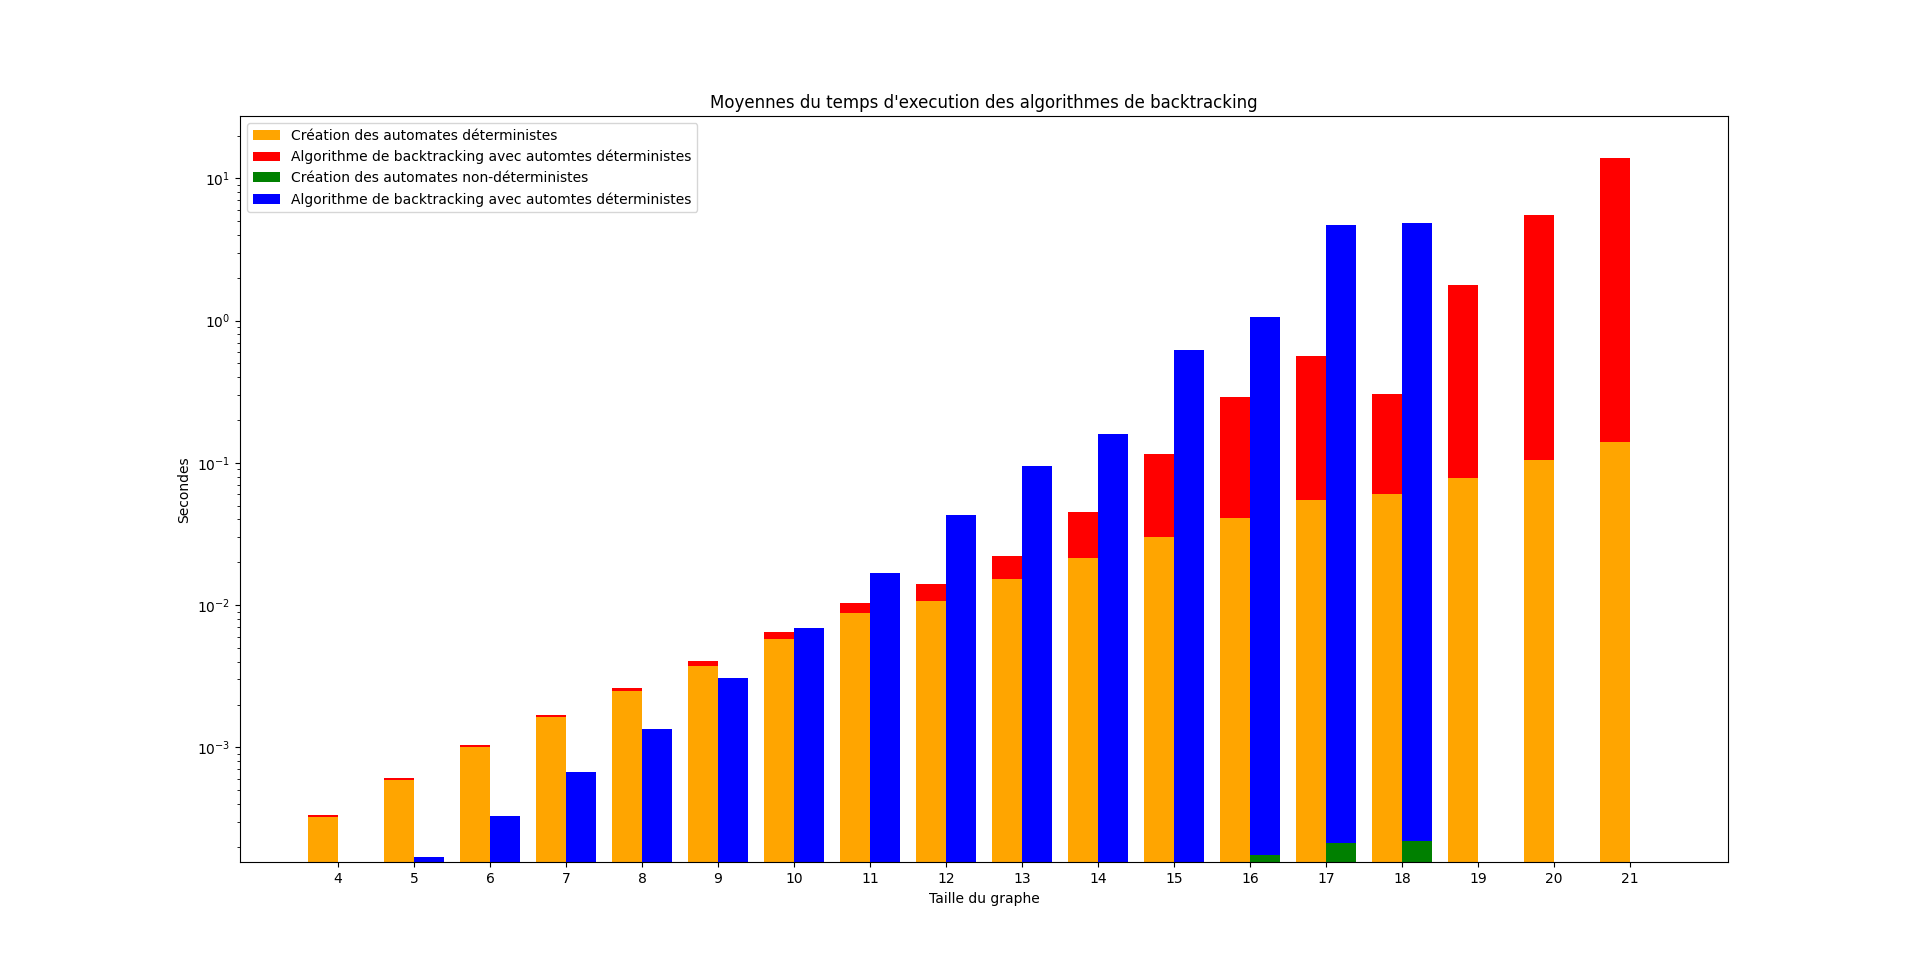 Moyennes du temps d'execution des algorithmes de backtracking
Création des automates déterministes
Algorithme de backtracking avec automtes déterministes
Création des automates non-déterministes
Algorithme de backtracking avec automtes déterministes
10¹
10⁰
10⁻¹
10⁻²
10⁻³
Secondes
4 5 6 7 8 9 10 11 12 13 14 15 16 17 18 19 20 21
Taille du graphe